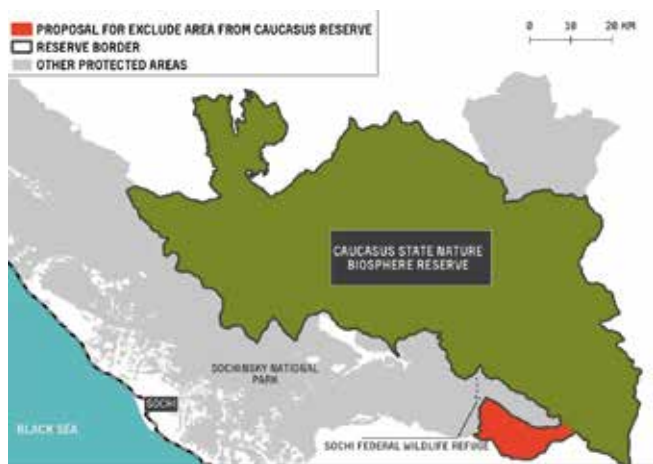 PROPOSAL FOR EXCLUDE AREA FROM CAUCASUS RESERVE
RESERVE BORDER
OTHER PROTECTED AREAS
0 10 20 KM
CAUCASUS STATE NATURE
BIOSPHERE RESERVE
SOCHINSKY NATIONAL
PARK
SOCHI
BLACK SEA
SOCHI FEDERAL WILDLIFE REFUGE